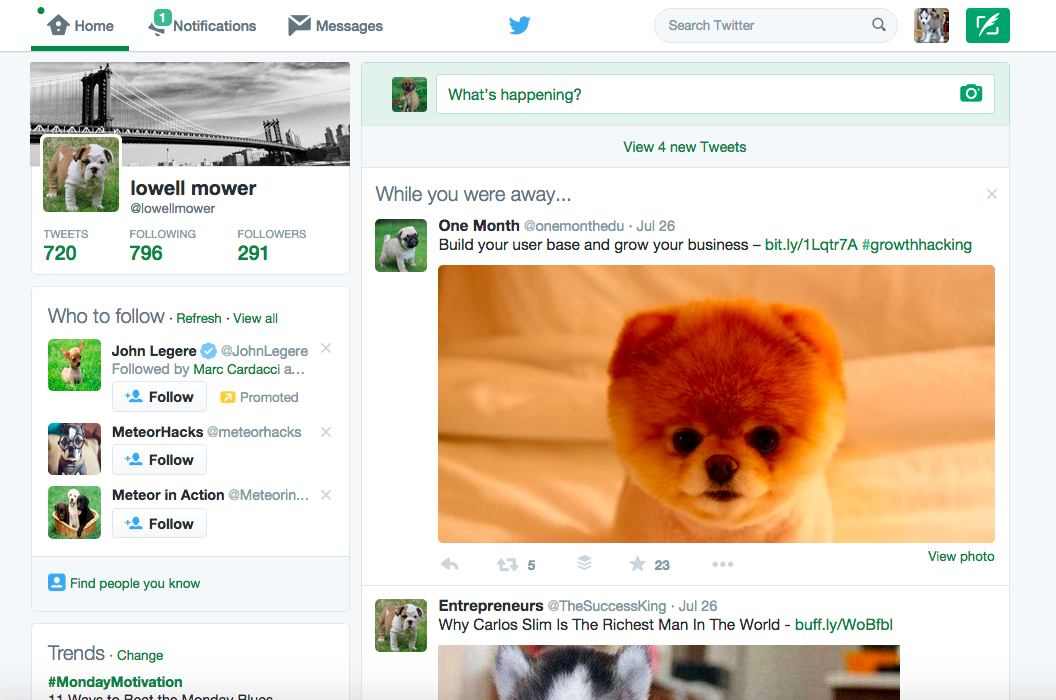 Home
1
Notifications
Messages
Search Twitter
lowell mower
@lowellmower
TWEETS FOLLOWING FOLLOWERS
720 796 291
Who to follow · Refresh · View all
John Legere @JohnLegere
Followed by Marc Cardacci a...
Follow
Promoted
MeteorHacks @meteorhacks
Follow
Meteor in Action @Meteorin...
Follow
Find people you know
Trends · Change
#MondayMotivation
11 Ways to Beat the Monday Blues
What's happening?
View 4 new Tweets
While you were away...
One Month @onemonthedu · Jul 26
Build your user base and grow your business – bit.ly/1Lqtr7A #growthhacking
5
23
View photo
Entrepreneurs @TheSuccessKing · Jul 26
Why Carlos Slim Is The Richest Man In The World - buff.ly/WoBfbl